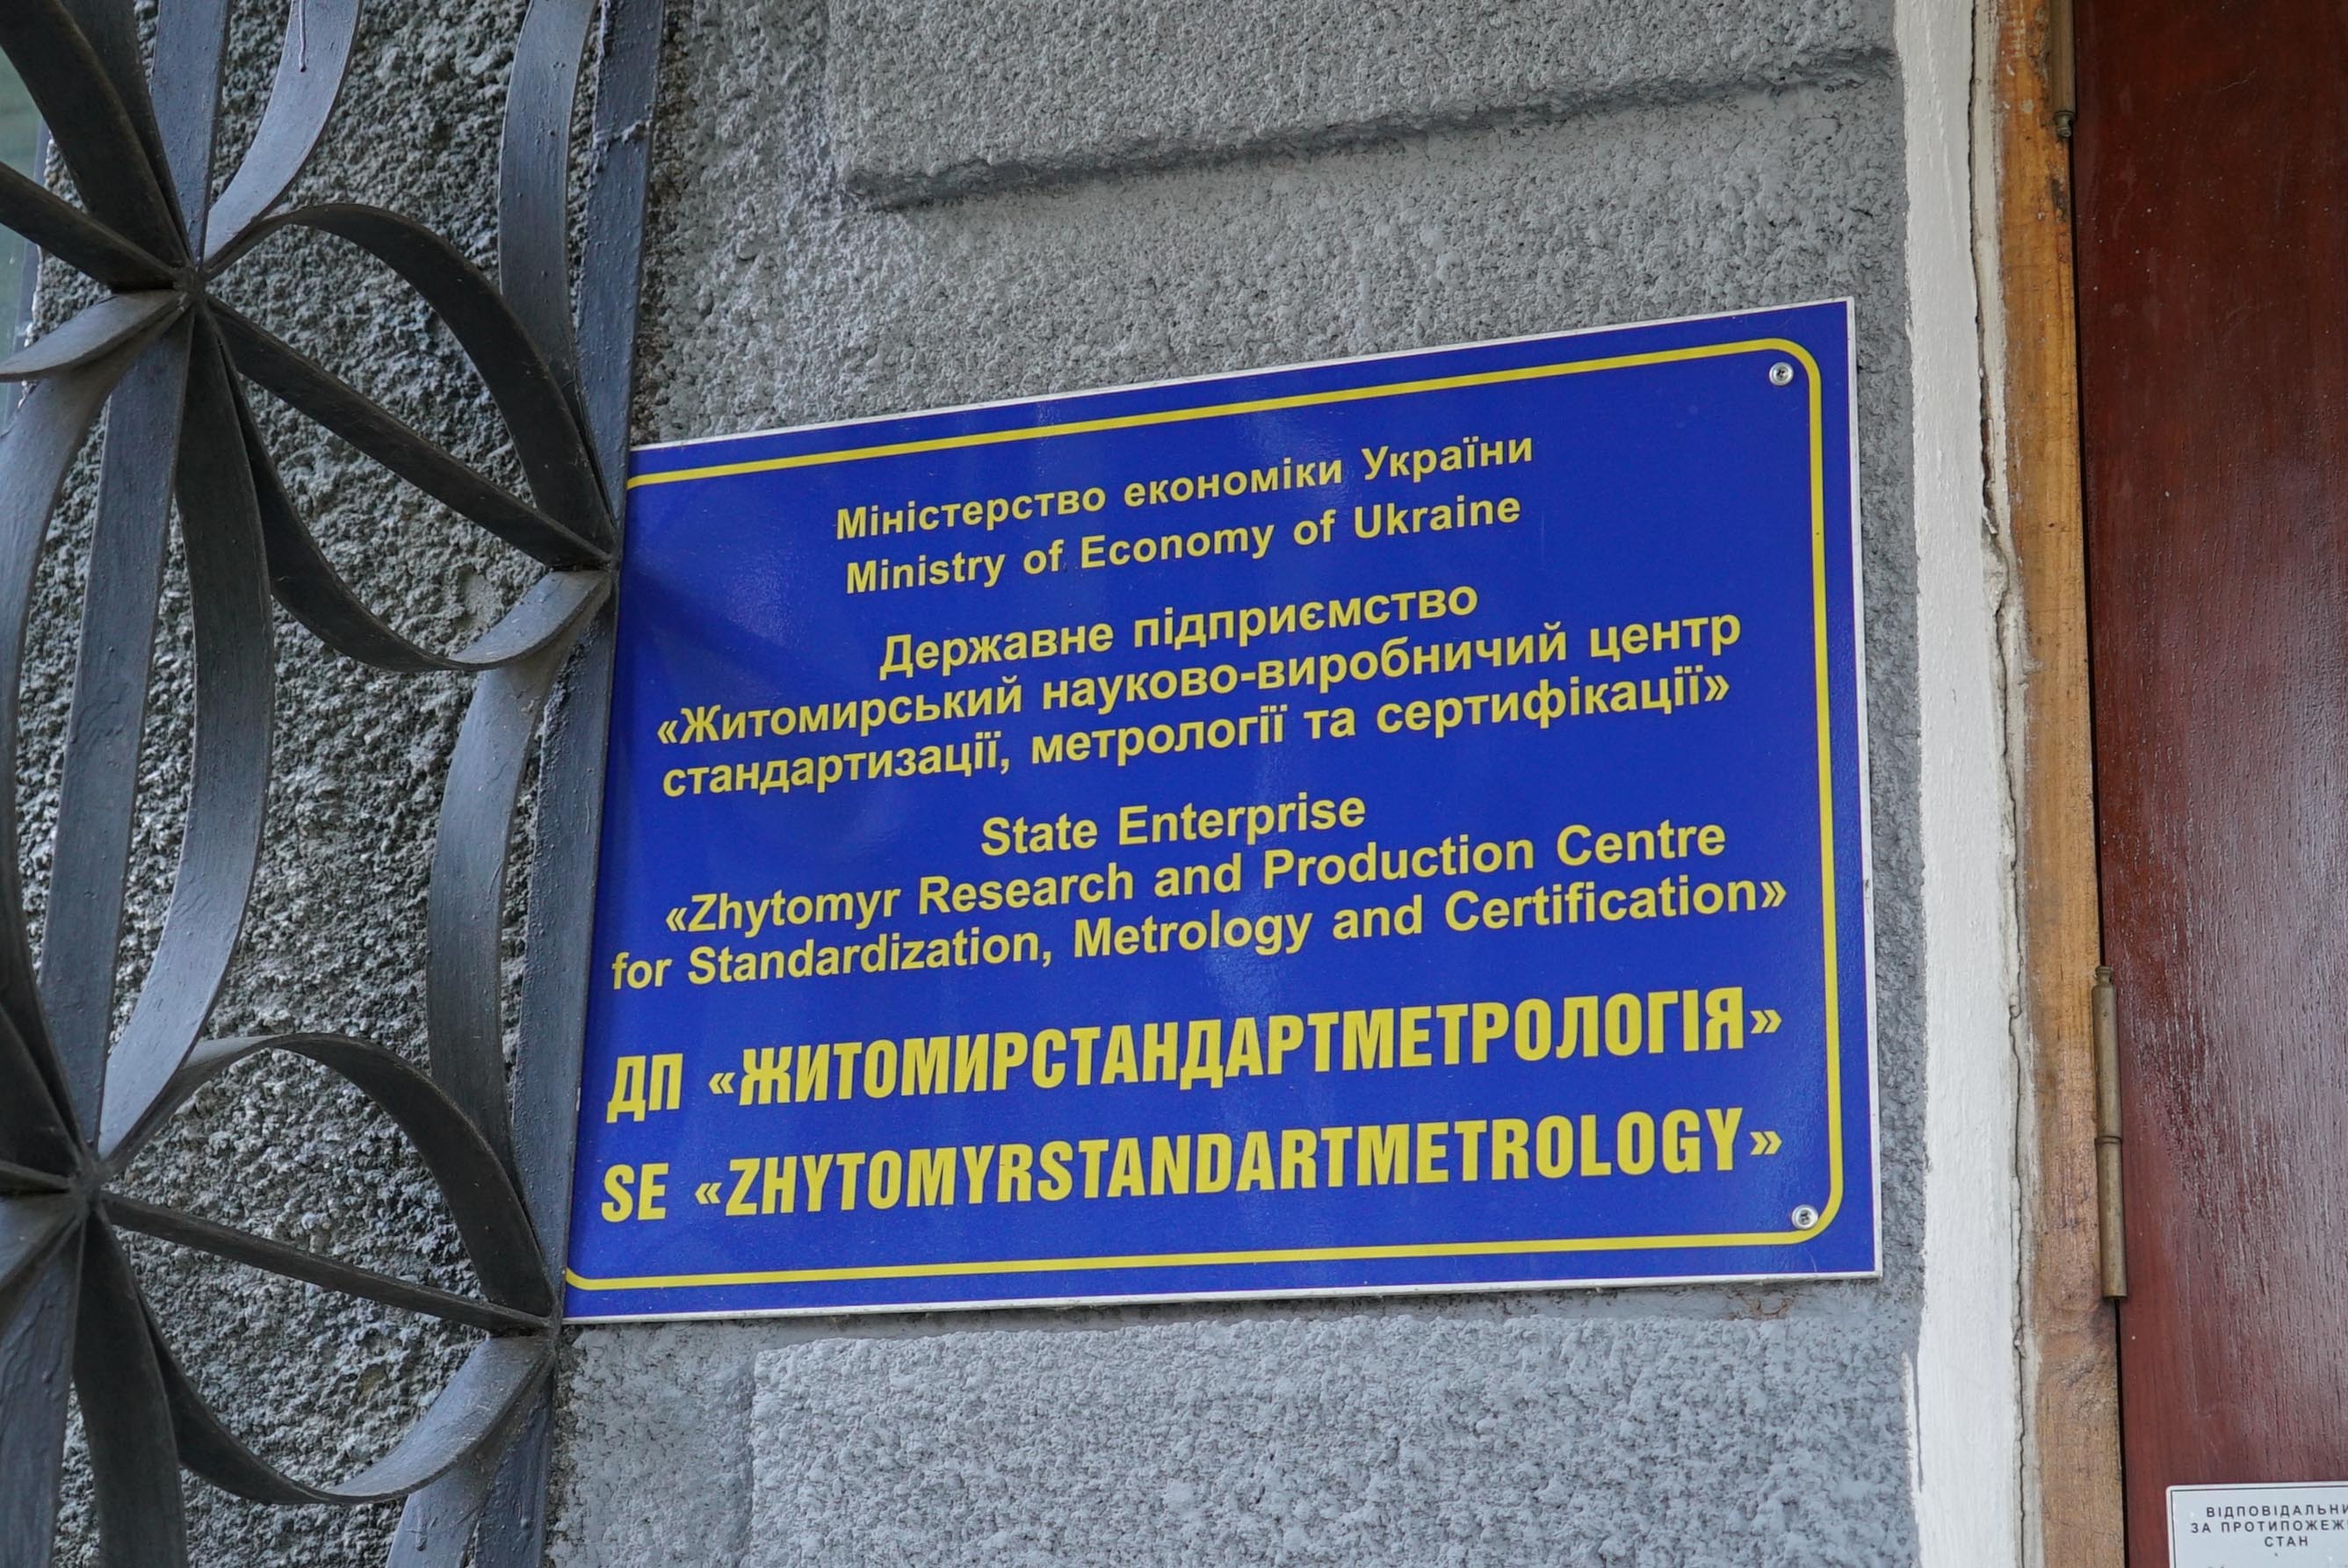 Міністерство економіки України
Ministry of Economy of Ukraine
Державне підприємство
«Житомирський науково-виробничий центр
стандартизації, метрології та сертифікації»
State Enterprise
«Zhytomyr Research and Production Centre
for Standardization, Metrology and Certification»
ДП «ЖИТОМИРСТАНДАРТМЕТРОЛОГІЯ»
SE «ZHYTOMYRSTANDARTMETROLOGY»
ЗА
СТАН